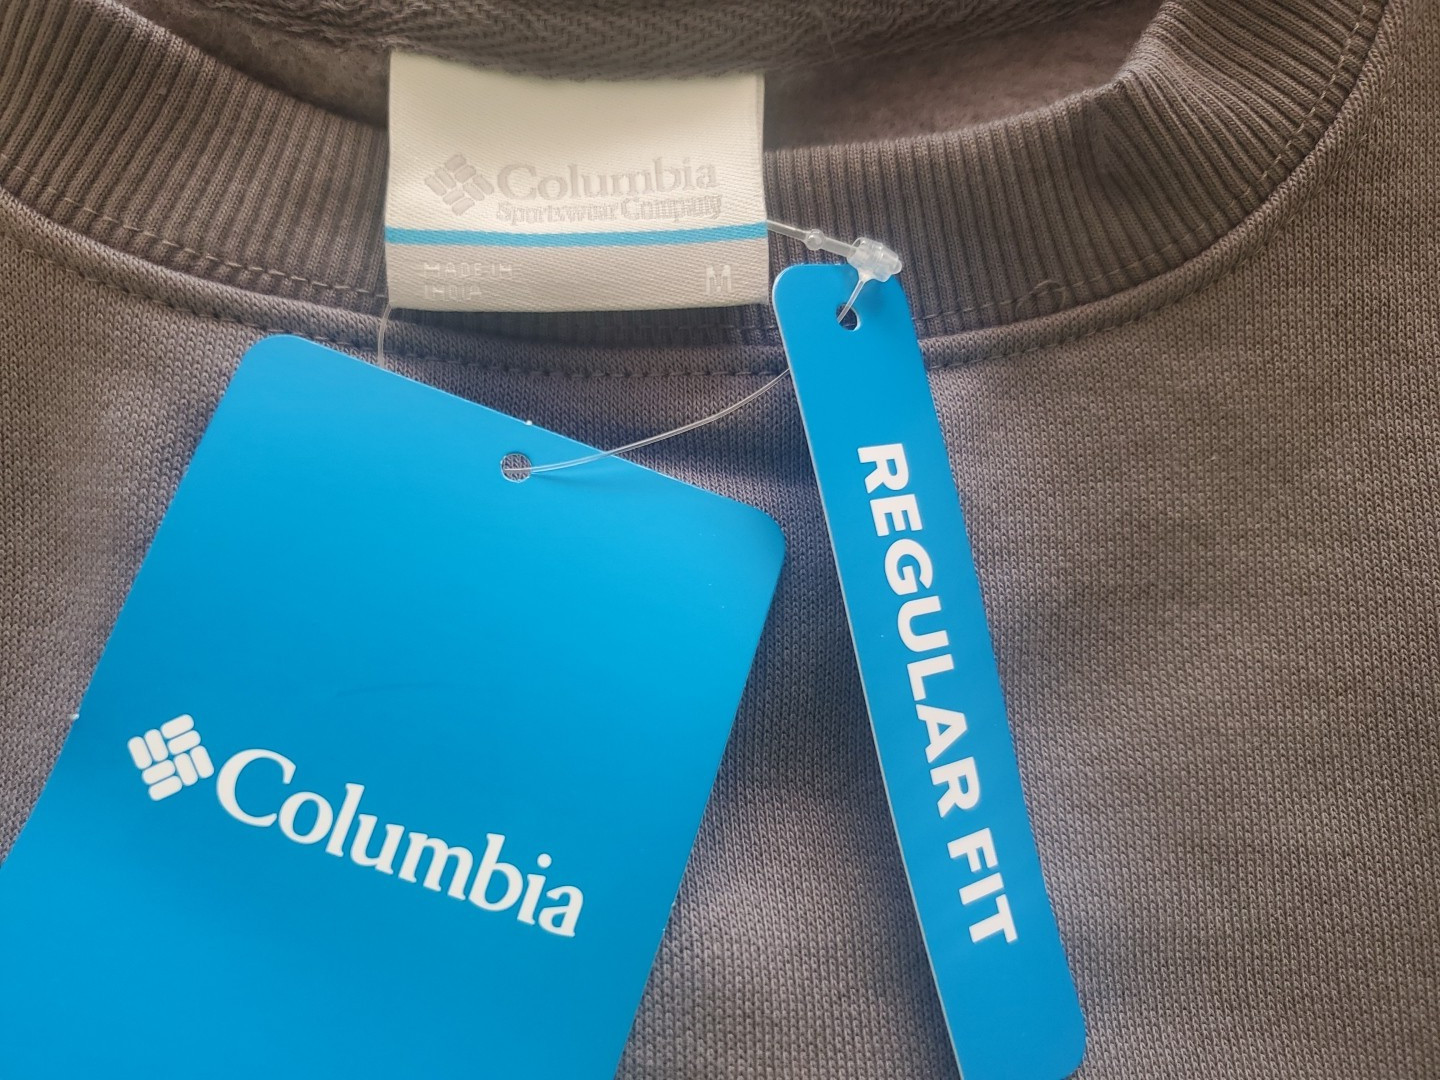 Columbia
Sportswear Company
MADE IN
INDIA
M
Columbia
REGULAR FIT